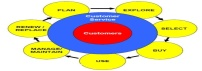 PLAN
EXPLORE
Customer
Service
RENEW/
REPLACE
SELECT
Customers
MANAGE/
MAINTAIN
BUY
USE